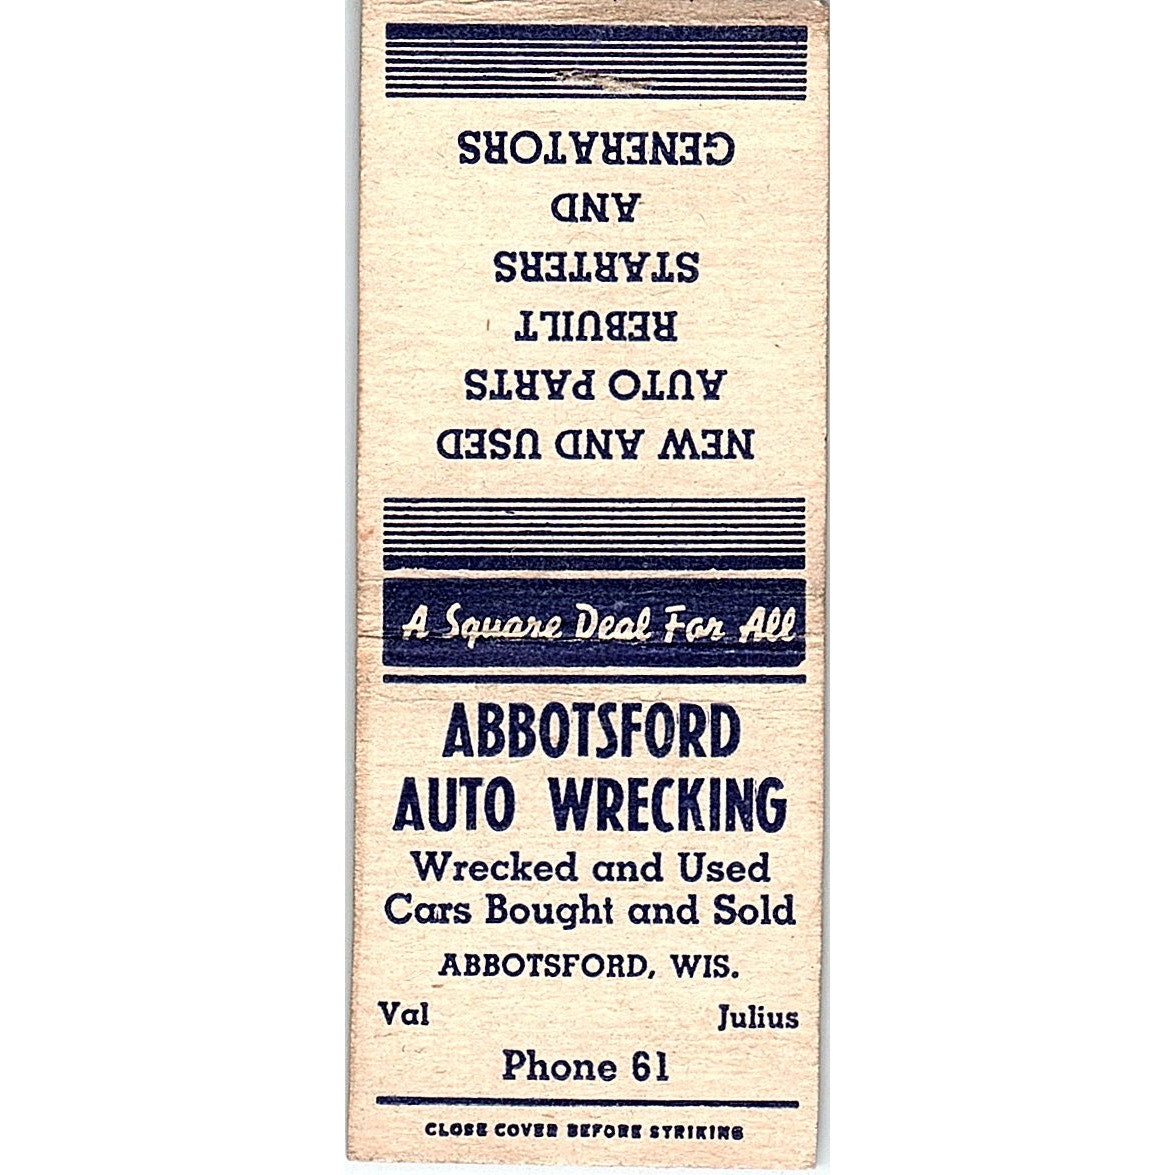 NEW AND USED
AUTO PARTS
REBUILT
STARTERS
AND
GENERATORS
A Square Deal For All
ABBOTSFORD
AUTO WRECKING
Wrecked and Used
Cars Bought and Sold
ABBOTSFORD, WIS.
Val Julius
Phone 61
CLOSE COVER BEFORE STRIKING